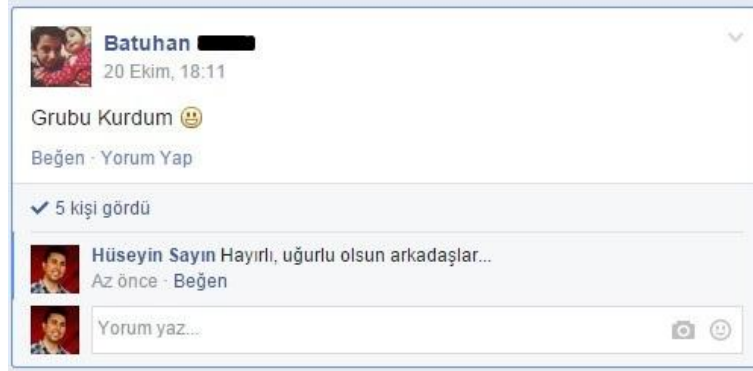 Batuhan
20 Ekim, 18:11
Grubu Kurdum
Beğen · Yorum Yap
5 kişi gördü
Hüseyin Sayın Hayırlı, uğurlu olsun arkadaşlar...
Az önce · Beğen
Yorum yaz...